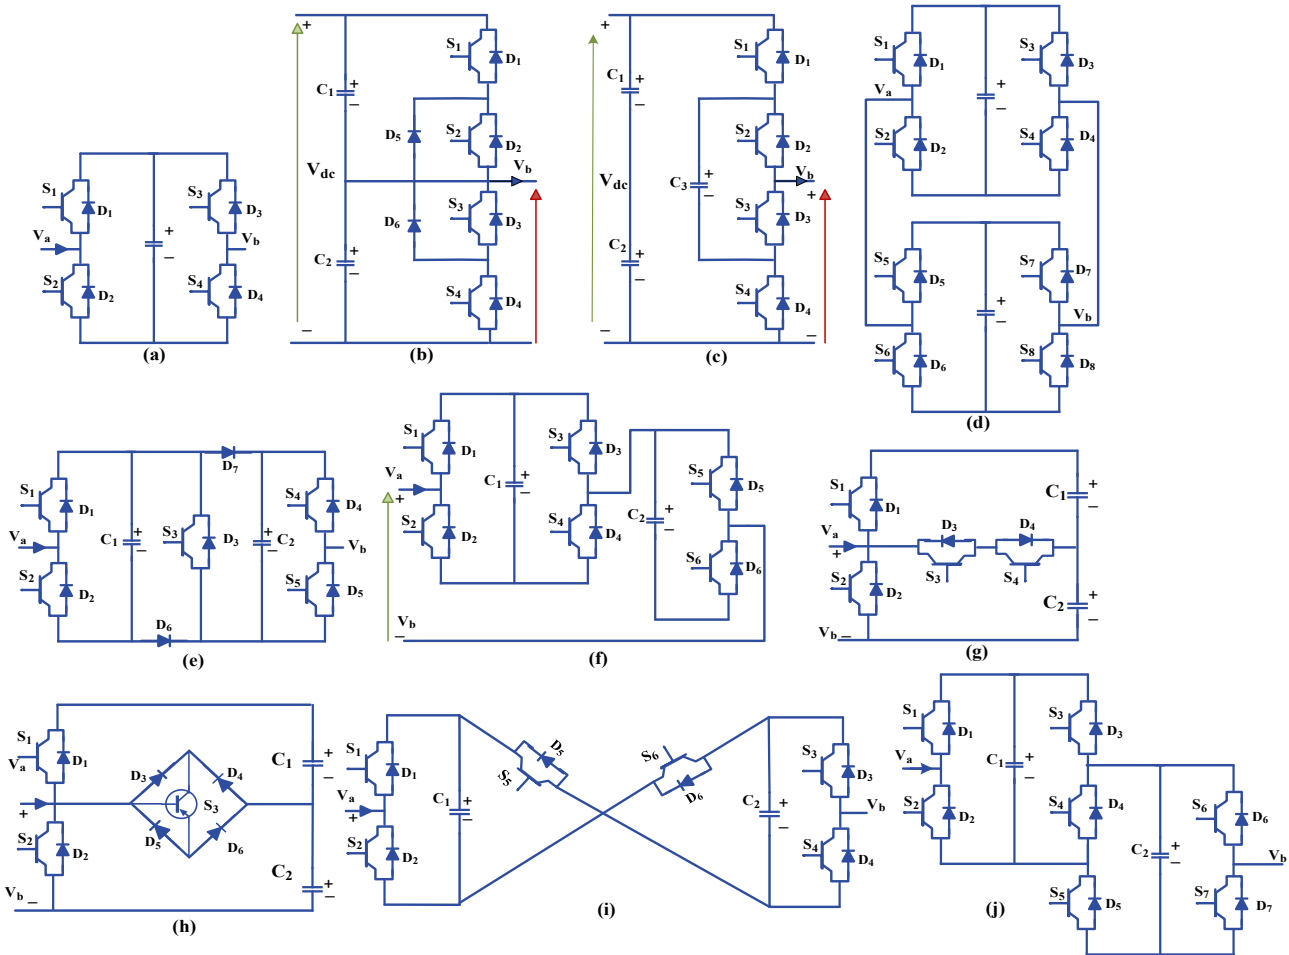 S1
D1
Va
S2
D2
S3
D3
Vb
S4
D4
+
−
(a)
+
C1
+
−
Vdc
C2
+
−
−
S1
D1
D5
S2
D2
Vb
D6
S3
D3
S4
D4
(b)
+
C1
+
−
Vdc
C2
+
−
−
S1
D1
S2
D2
C3
+
−
Vb
+
S3
D3
S4
D4
−
(c)
S1
D1
Va
S2
D2
+
−
S3
D3
S4
D4
S5
D5
S6
D6
+
−
S7
D7
Vb
S8
D8
(d)
S1
D1
Va
S2
D2
C1
+
−
D6
S3
D3
D7
+
−
C2
S4
D4
Vb
S5
D5
(e)
S1
D1
Va
+
S2
D2
C1
+
−
S3
D3
S4
D4
C2
+
−
S5
D5
S6
D6
Vb
−
(f)
S1
D1
Va
+
S2
D2
Vb −
D3
S3
D4
S4
C1
+
−
C2
+
−
(g)
S1
Va
D1
+
S2
D2
Vb −
D3
D4
S3
D5
D6
C1
+
−
C2
+
−
(h)
S1
D1
Va
+
S2
D2
C1
+
−
D5
S5
S6
D6
C2
+
−
S3
D3
Vb
S4
D4
(i)
S1
D1
Va
S2
D2
C1
+
−
S3
D3
S4
D4
S5
D5
C2
+
−
S6
D6
Vb
S7
D7
(j)